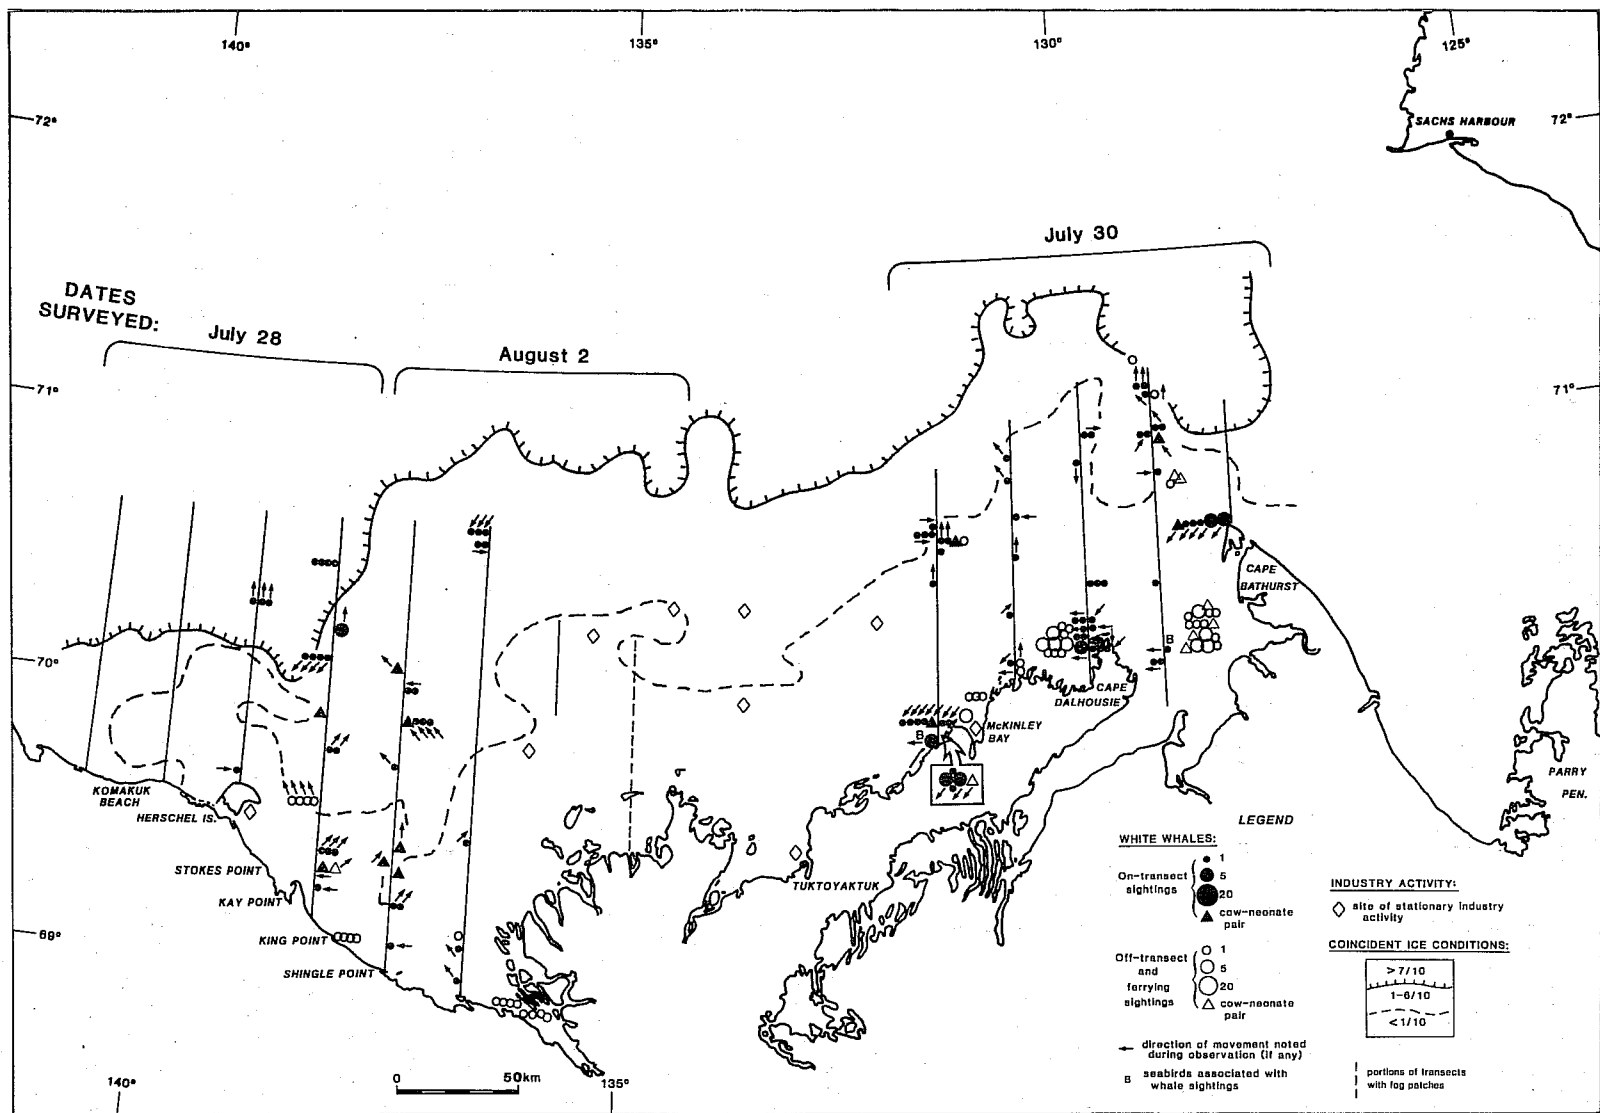 140°
135°
130°
125°
72°
SACHS HARBOUR
72°
July 30
DATES
SURVEYED:
July 28
August 2
71°
71°
70°
CAPE
BATHURST
B
CAPE
DALHOUSIE
McKINLEY
BAY
B
KOMAKUK
BEACH
HERSCHEL IS.
PARRY
PEN.
STOKES POINT
KAY POINT
TUKTOYAKTUK
69°
KING POINT
SHINGLE POINT
LEGEND
WHITE WHALES:
On-transect
sightings
1
5
20
cow-neonate
pair
Off-transect
and
ferrying
sightings
1
5
20
cow-neonate
pair
direction of movement noted
during observation (if any)
B seabirds associated with
whale sightings
INDUSTRY ACTIVITY:
site of stationary industry
activity
COINCIDENT ICE CONDITIONS:
>7/10
1-6/10
<1/10
portions of transects
with fog patches
0 50km
140°
135°